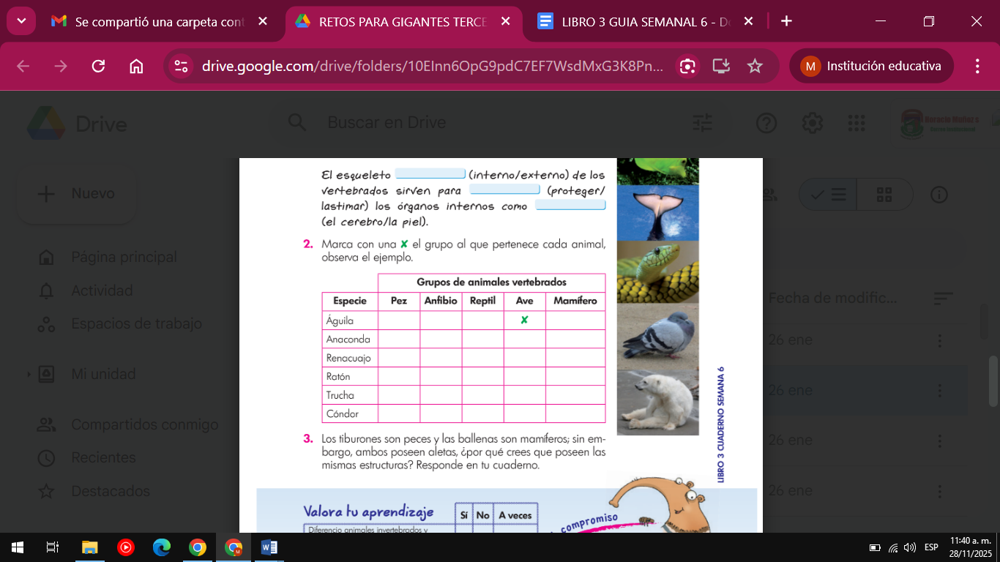 Se compartió una carpeta cont
RETOS PARA GIGANTES TERCE
LIBRO 3 GUIA SEMANAL 6 - Do
drive.google.com/drive/folders/10EInn6OpG9pdC7EF7WsdMxG3K8Pn...
M Institución educativa
Drive
Buscar en Drive
Horacio Muñoz S
Nuevo
Página principal
Actividad
Espacios de trabajo
Mi unidad
Compartidos conmigo
Recientes
Destacados
Fecha de modific...
26 ene
26 ene
26 ene
26 ene
El esqueleto (interno/externo) de los
vertebrados sirven para (proteger/
lastimar) los órganos internos como
(el cerebro/la piel).
2. Marca con una ✘ el grupo al que pertenece cada animal,
observa el ejemplo.
Grupos de animales vertebrados
Especie Pez Anfibio Reptil Ave Mamífero
Águila ✘
Anaconda
Renacuajo
Ratón
Trucha
Cóndor
3. Los tiburones son peces y las ballenas son mamíferos; sin em-
bargo, ambos poseen aletas, ¿por qué crees que poseen las
mismas estructuras? Responde en tu cuaderno.
LIBRO 3 CUADERNO SEMANA 6
Valora tu aprendizaje
Sí No A veces
Diferencio animales invertebrados y
compromiso
ESP
11:40 a. m.
28/11/2025